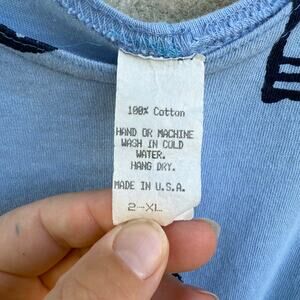 100% Cotton
HAND OR MACHINE
WASH IN COLD
WATER.
HANG DRY.
MADE IN U.S.A.
2--XL